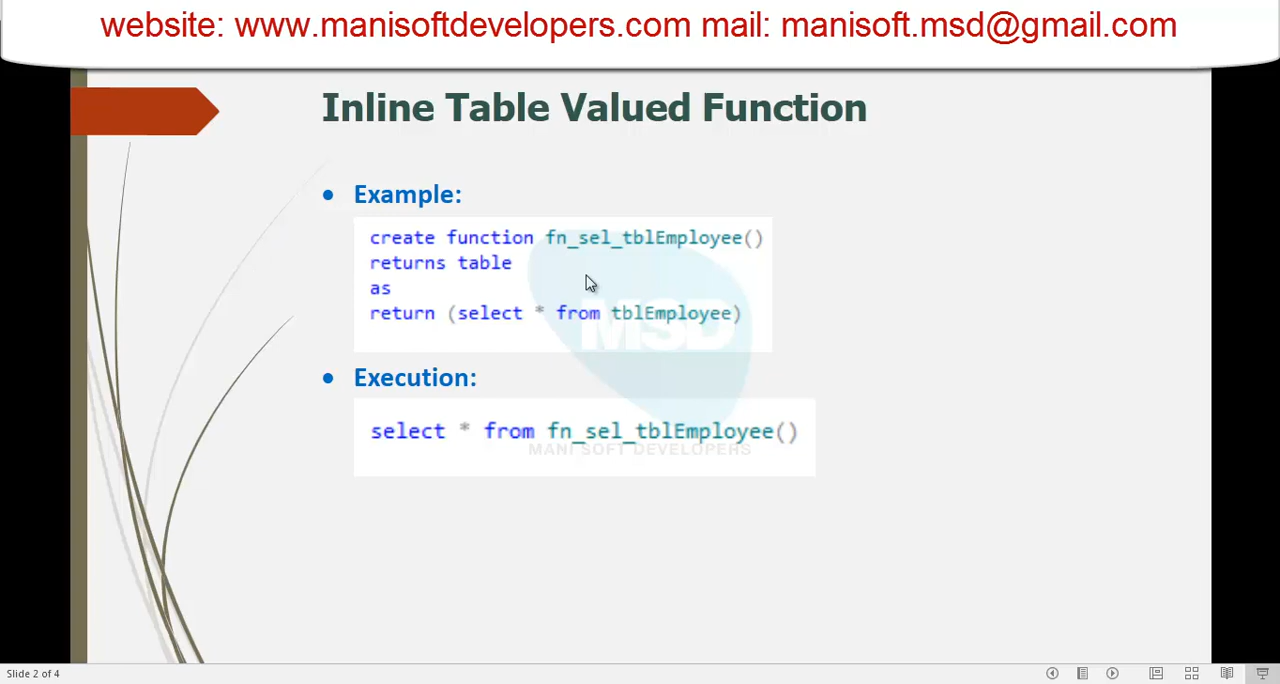 website: www.manisoftdevelopers.com mail: manisoft.msd@gmail.com
Inline Table Valued Function
• Example:
create function fn_sel_tblEmployee()
returns table
as
return (select * from tblEmployee)
MSD
• Execution:
select * from fn_sel_tblEmployee()
MANI SOFT DEVELOPERS
Slide 2 of 4